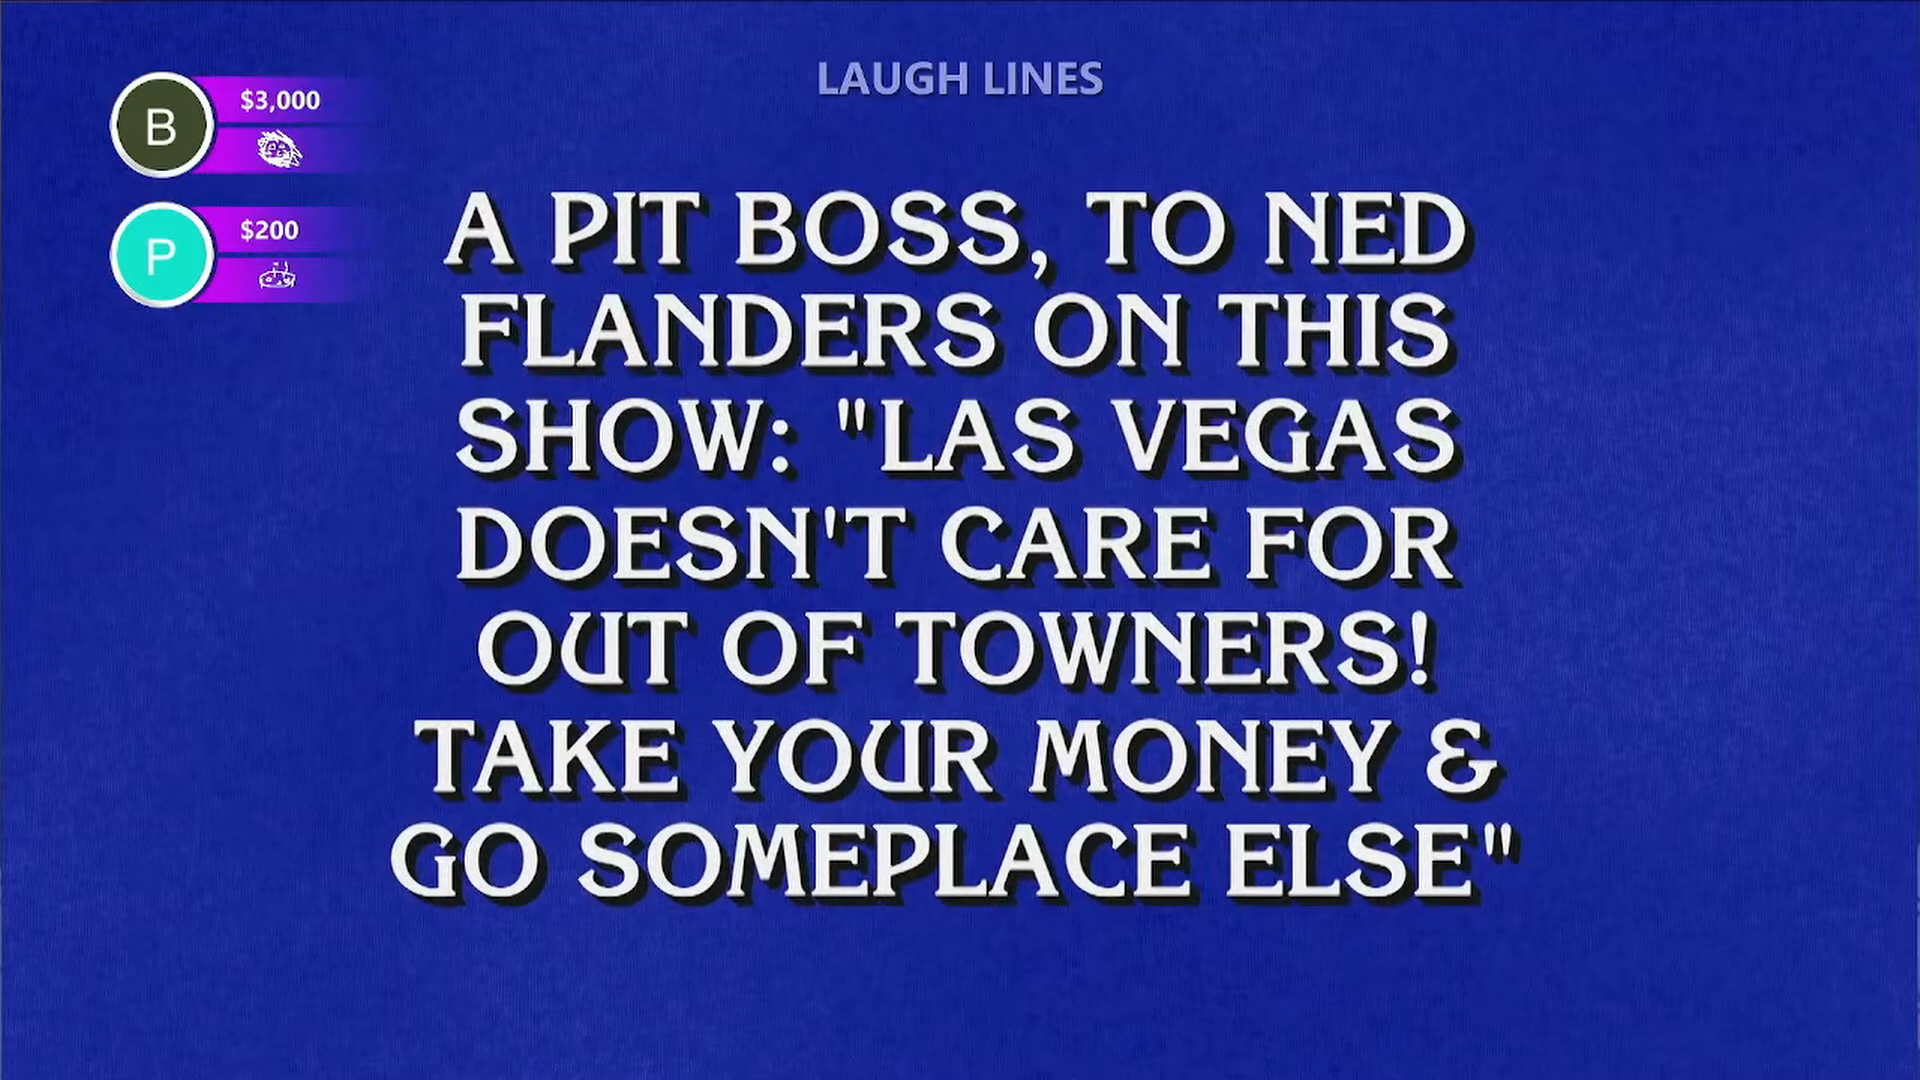 LAUGH LINES
B
$3,000
P
$200
A PIT BOSS, TO NED
FLANDERS ON THIS
SHOW: "LAS VEGAS
DOESN'T CARE FOR
OUT OF TOWNERS!
TAKE YOUR MONEY &
GO SOMEPLACE ELSE"